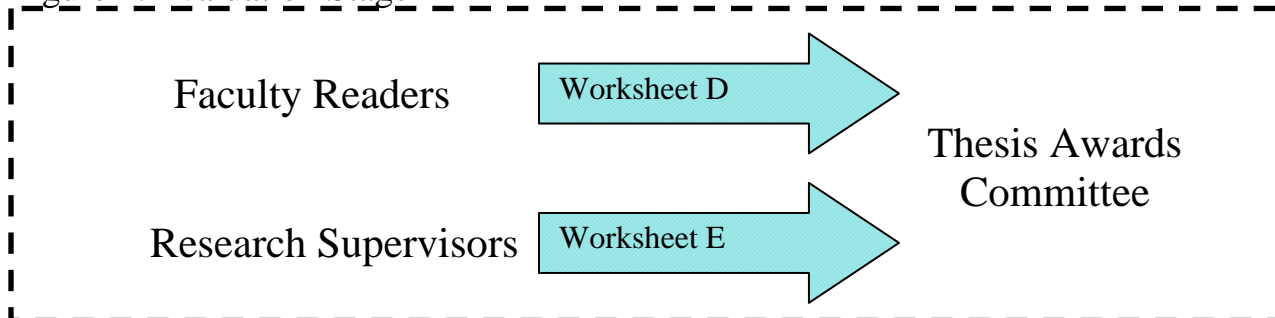 Faculty Readers
Worksheet D
Thesis Awards
Committee
Research Supervisors
Worksheet E